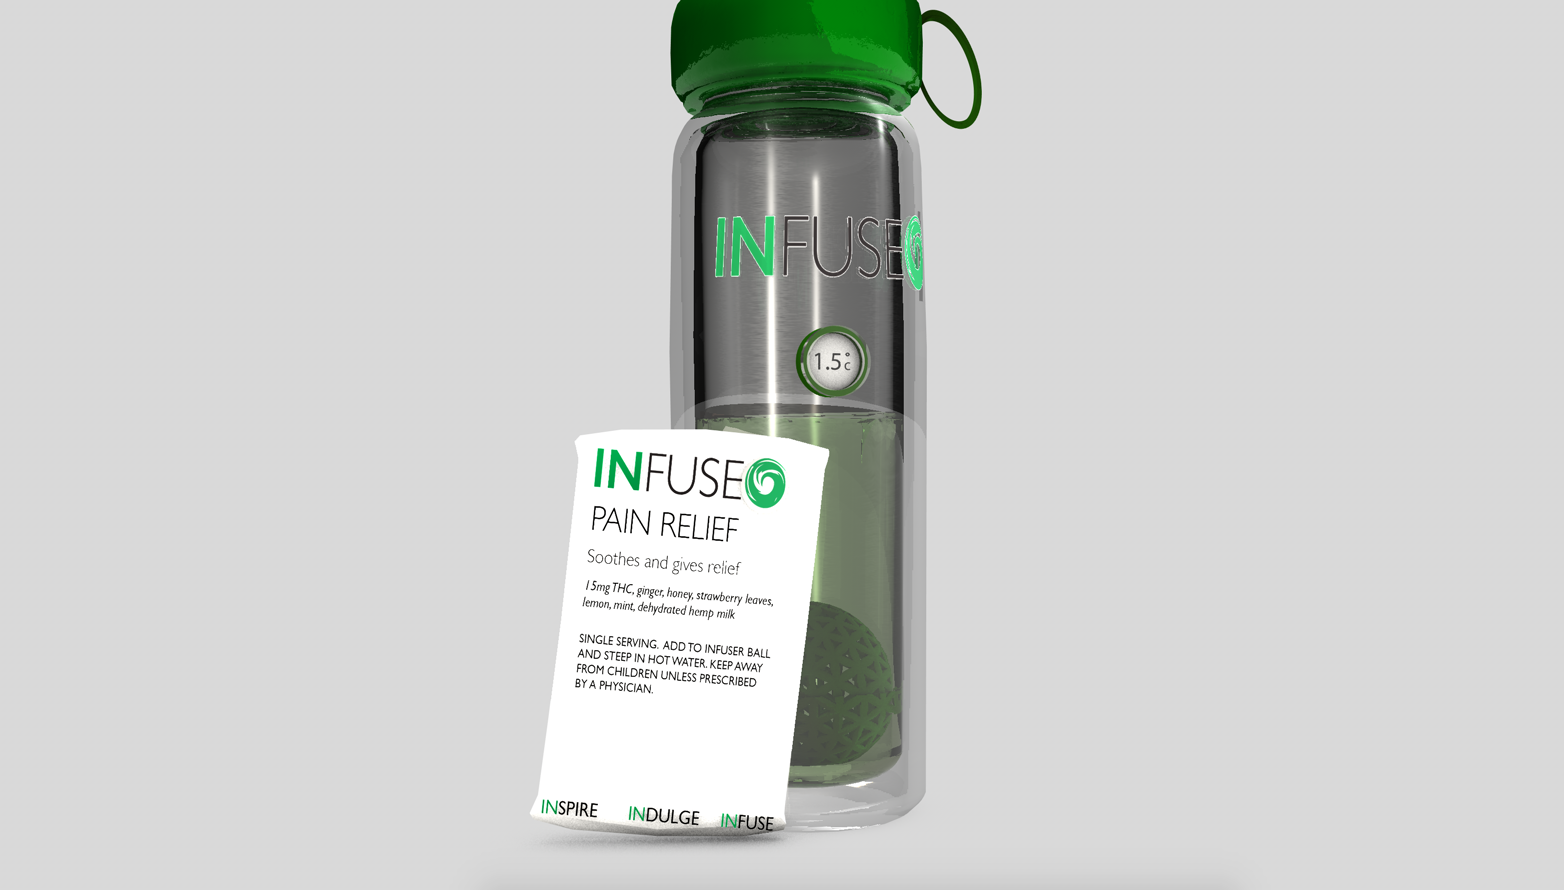 INFUSE
1.5°C
INFUSE
PAIN RELIEF
Soothes and gives relief
15mg THC, ginger, honey, strawberry leaves,
lemon, mint, dehydrated hemp milk
SINGLE SERVING. ADD TO INFUSER BALL
AND STEEP IN HOT WATER. KEEP AWAY
FROM CHILDREN UNLESS PRESCRIBED
BY A PHYSICIAN.
INSPIRE INDULGE INFUSE